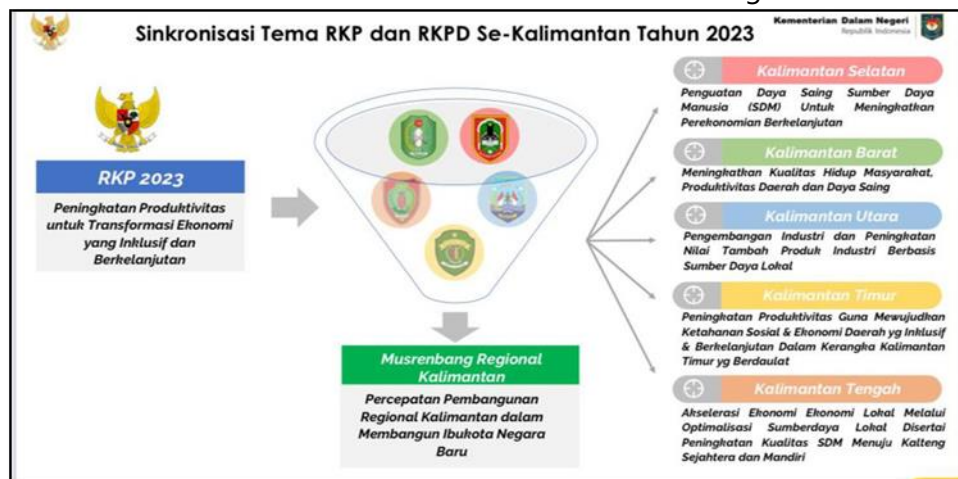 Sinkronisasi Tema RKP dan RKPD Se-Kalimantan Tahun 2023
Kementerian Dalam Negeri
Republik Indonesia
RKP 2023
Peningkatan Produktivitas
untuk Transformasi Ekonomi
yang Inklusif dan
Berkelanjutan
Musrenbang Regional
Kalimantan
Percepatan Pembangunan
Regional Kalimantan dalam
Membangun Ibukota Negara
Baru
Kalimantan Selatan
Penguatan Daya Saing Sumber Daya
Manusia (SDM) Untuk Meningkatkan
Perekonomian Berkelanjutan
Kalimantan Barat
Meningkatkan Kualitas Hidup Masyarakat,
Produktivitas Daerah dan Daya Saing
Kalimantan Utara
Pengembangan Industri dan Peningkatan
Nilai Tambah Produk Industri Berbasis
Sumber Daya Lokal
Kalimantan Timur
Peningkatan Produktivitas Guna Mewujudkan
Ketahanan Sosial & Ekonomi Daerah yg Inklusif
& Berkelanjutan Dalam Kerangka Kalimantan
Timur yg Berdaulat
Kalimantan Tengah
Akselerasi Ekonomi Ekonomi Lokal Melalui
Optimalisasi Sumberdaya Lokal Disertai
Peningkatan Kualitas SDM Menuju Kalteng
Sejahtera dan Mandiri